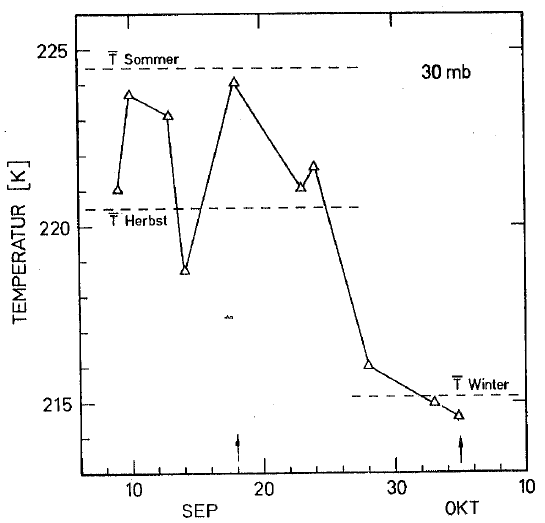 225
T̅ Sommer
30 mb
220
T̅ Herbst
TEMPERATUR [K]
T̅ Winter
215
10
20
30
10
SEP
OKT